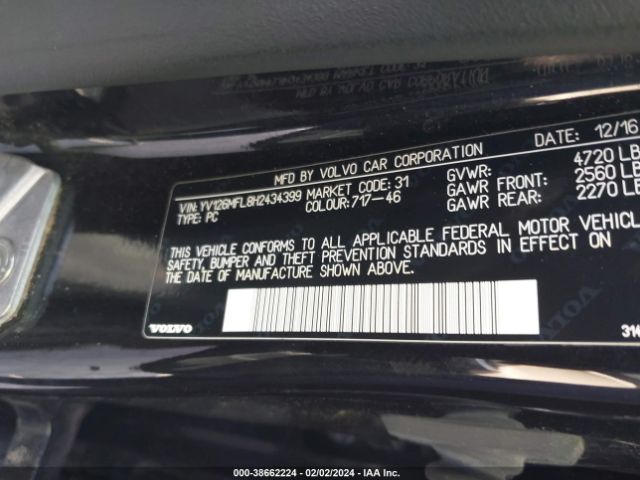 DATE: 12/16
MFD BY VOLVO CAR CORPORATION
VIN: YV126MFL8H2434399 MARKET CODE: 31 GVWR: 4720 LB
TYPE: PC COLOUR: 717-46 GAWR FRONT: 2560 LB
GAWR REAR: 2270 LB
THIS VEHICLE CONFORMS TO ALL APPLICABLE FEDERAL MOTOR VEHICL
SAFETY, BUMPER AND THEFT PREVENTION STANDARDS IN EFFECT ON
THE DATE OF MANUFACTURE SHOWN ABOVE.
VOLVO 314
000-38662224 - 02/02/2024 - IAA Inc.